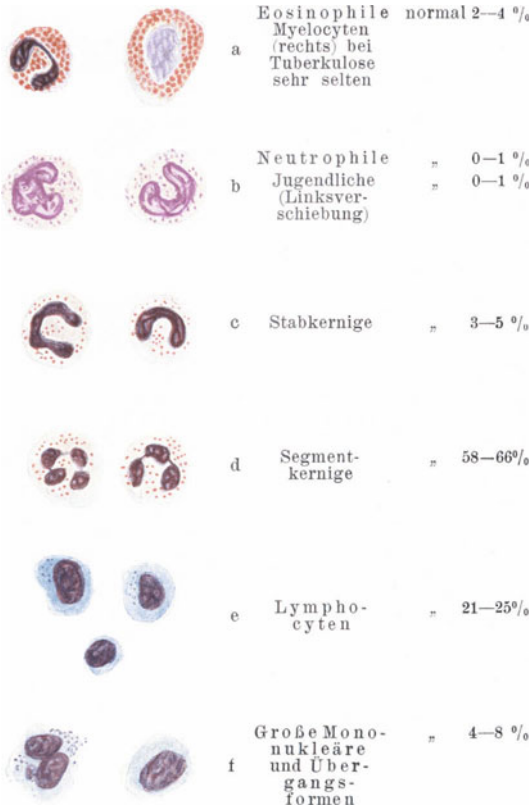 Eosinophile normal 2—4 %
Myelocyten
(rechts) bei
a Tuberkulose
sehr selten
Neutrophile „ 0—1 %
b Jugendliche „ 0—1 %
(Linksver-
schiebung)
c Stabkernige „ 3—5 %
d Segment- „ 58—66%
kernige
e Lympho- „ 21—25%
cyten
Große Mono- „ 4—8 %
nukleäre
f und Über-
gangs-
formen